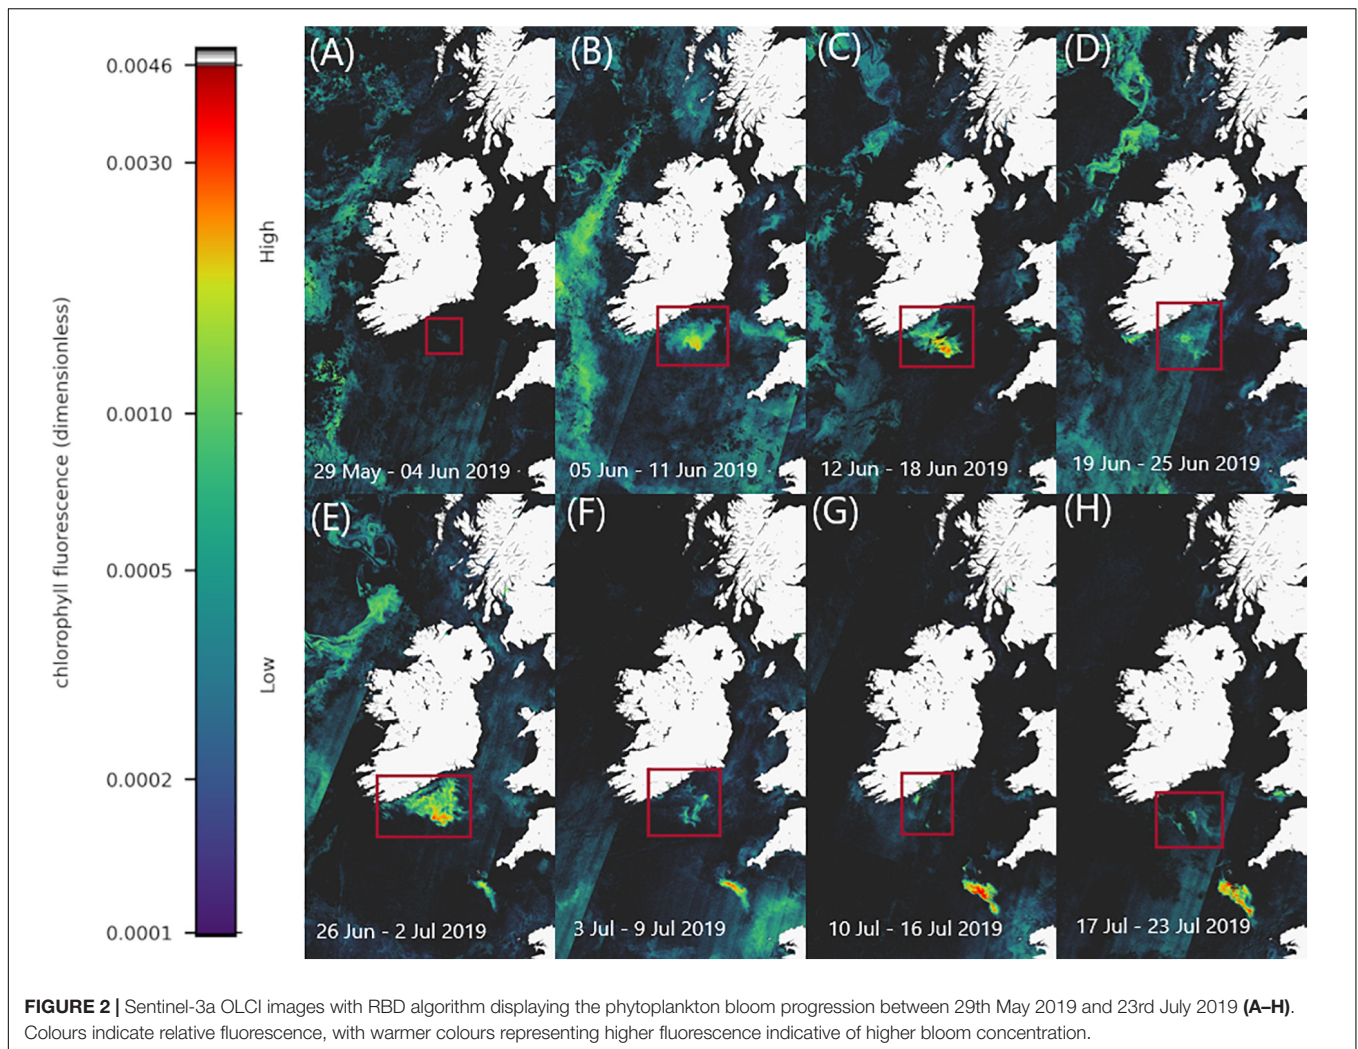 0.0046
0.0030
0.0010
0.0005
0.0002
0.0001
chlorophyll fluorescence (dimensionless)
High
Low
(A)
29 May - 04 Jun 2019
(B)
05 Jun - 11 Jun 2019
(C)
12 Jun - 18 Jun 2019
(D)
19 Jun - 25 Jun 2019
(E)
26 Jun - 2 Jul 2019
(F)
3 Jul - 9 Jul 2019
(G)
10 Jul - 16 Jul 2019
(H)
17 Jul - 23 Jul 2019
FIGURE 2 | Sentinel-3a OLCI images with RBD algorithm displaying the phytoplankton bloom progression between 29th May 2019 and 23rd July 2019 (A–H).
Colours indicate relative fluorescence, with warmer colours representing higher fluorescence indicative of higher bloom concentration.